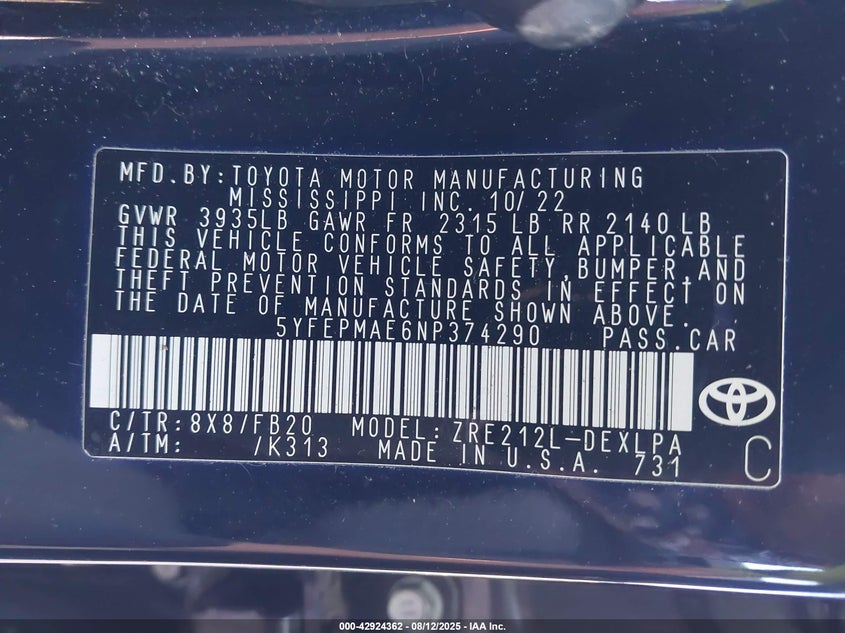 MFD.BY:TOYOTA MOTOR MANUFACTURING
MISSISSIPPI INC. 10/22
GVWR 3935LB GAWR FR 2315 LB RR 2140 LB
THIS VEHICLE CONFORMS TO ALL APPLICABLE
FEDERAL MOTOR VEHICLE SAFETY,BUMPER,AND
THEFT PREVENTION STANDARDS IN EFFECT ON
THE DATE OF MANUFACTURE SHOWN ABOVE.
5YFEPMAE6NP374290 PASS.CAR
C/TR:8X8/FB20 MODEL:ZRE212L-DEXLPA
A/TM: /K313 MADE IN U.S.A. 731
C
000-42924362 - 08/12/2025 - IAA Inc.